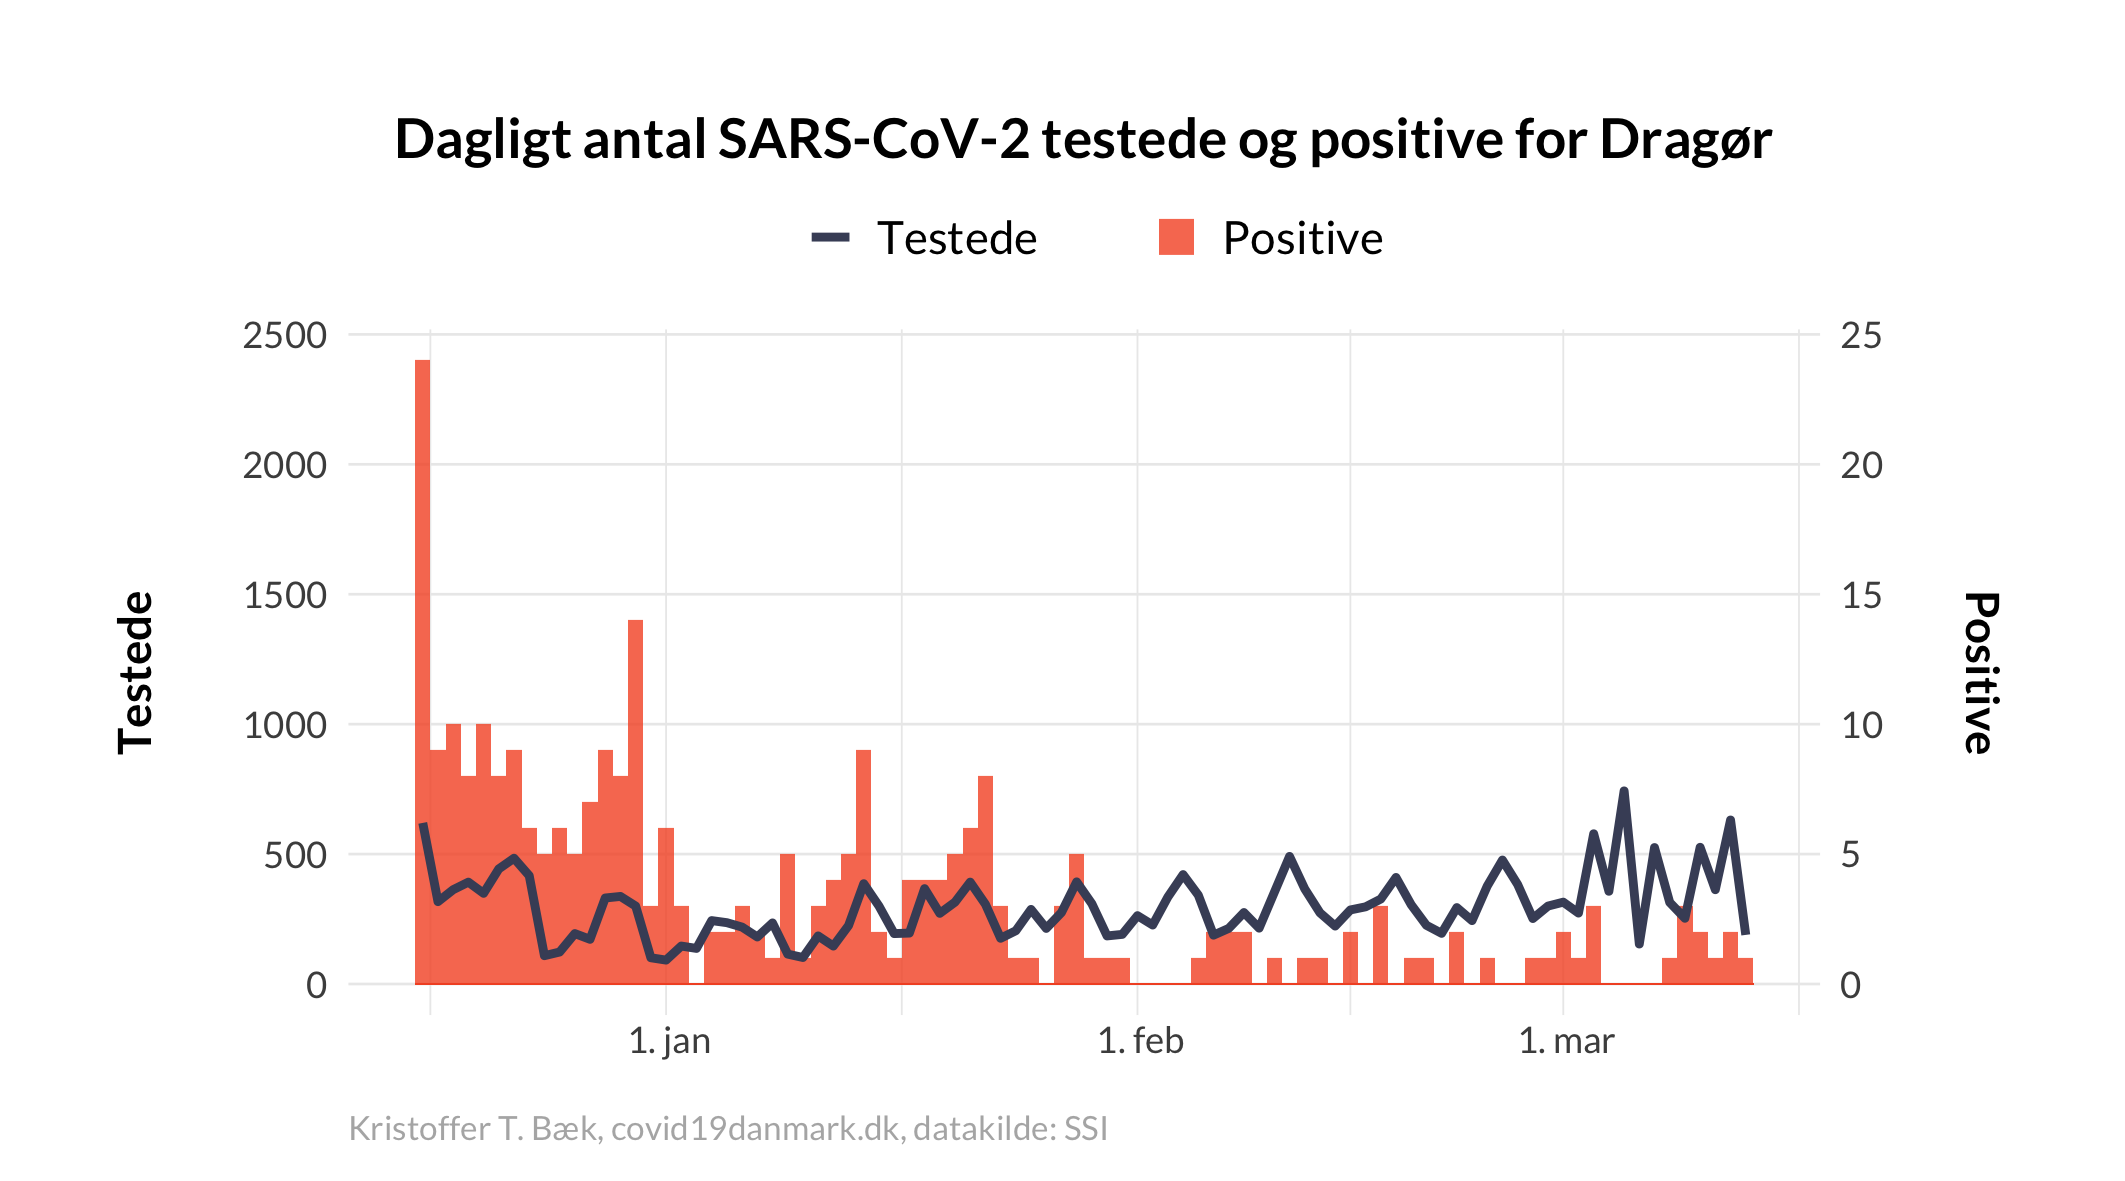 Dagligt antal SARS-CoV-2 testede og positive for Dragør
Testede
Positive
2500
2000
1500
1000
500
0
Testede
25
20
15
10
5
0
Positive
1. jan
1. feb
1. mar
Kristoffer T. Bæk, covid19danmark.dk, datakilde: SSI